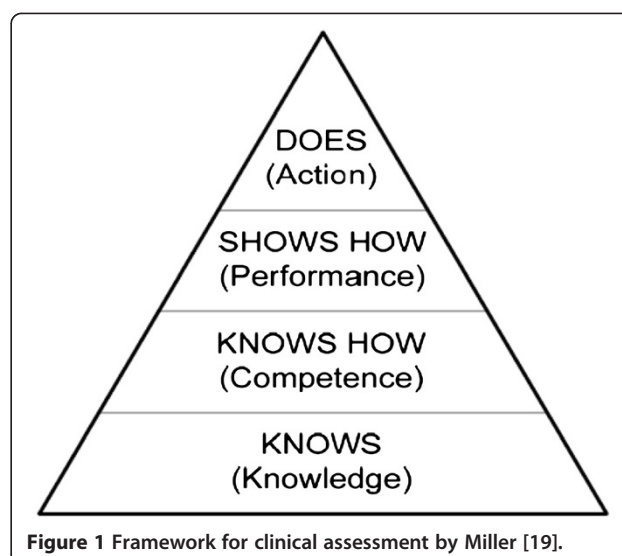 DOES
(Action)
SHOWS HOW
(Performance)
KNOWS HOW
(Competence)
KNOWS
(Knowledge)
Figure 1 Framework for clinical assessment by Miller [19].